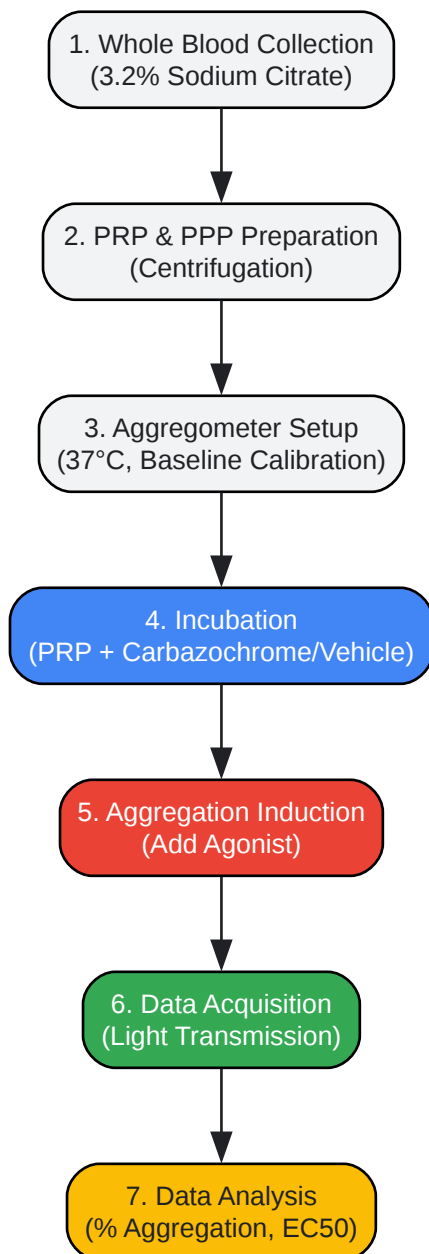 1. Whole Blood Collection
(3.2% Sodium Citrate)
2. PRP & PPP Preparation
(Centrifugation)
3. Aggregometer Setup
(37°C, Baseline Calibration)
4. Incubation
(PRP + Carbazochrome/Vehicle)
5. Aggregation Induction
(Add Agonist)
6. Data Acquisition
(Light Transmission)
7. Data Analysis
(% Aggregation, EC50)